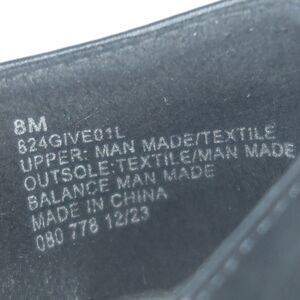 8M
824GIVE01L
UPPER: MAN MADE/TEXTILE
OUTSOLE:TEXTILE/MAN MADE
BALANCE MAN MADE
MADE IN CHINA
080 778 12/23